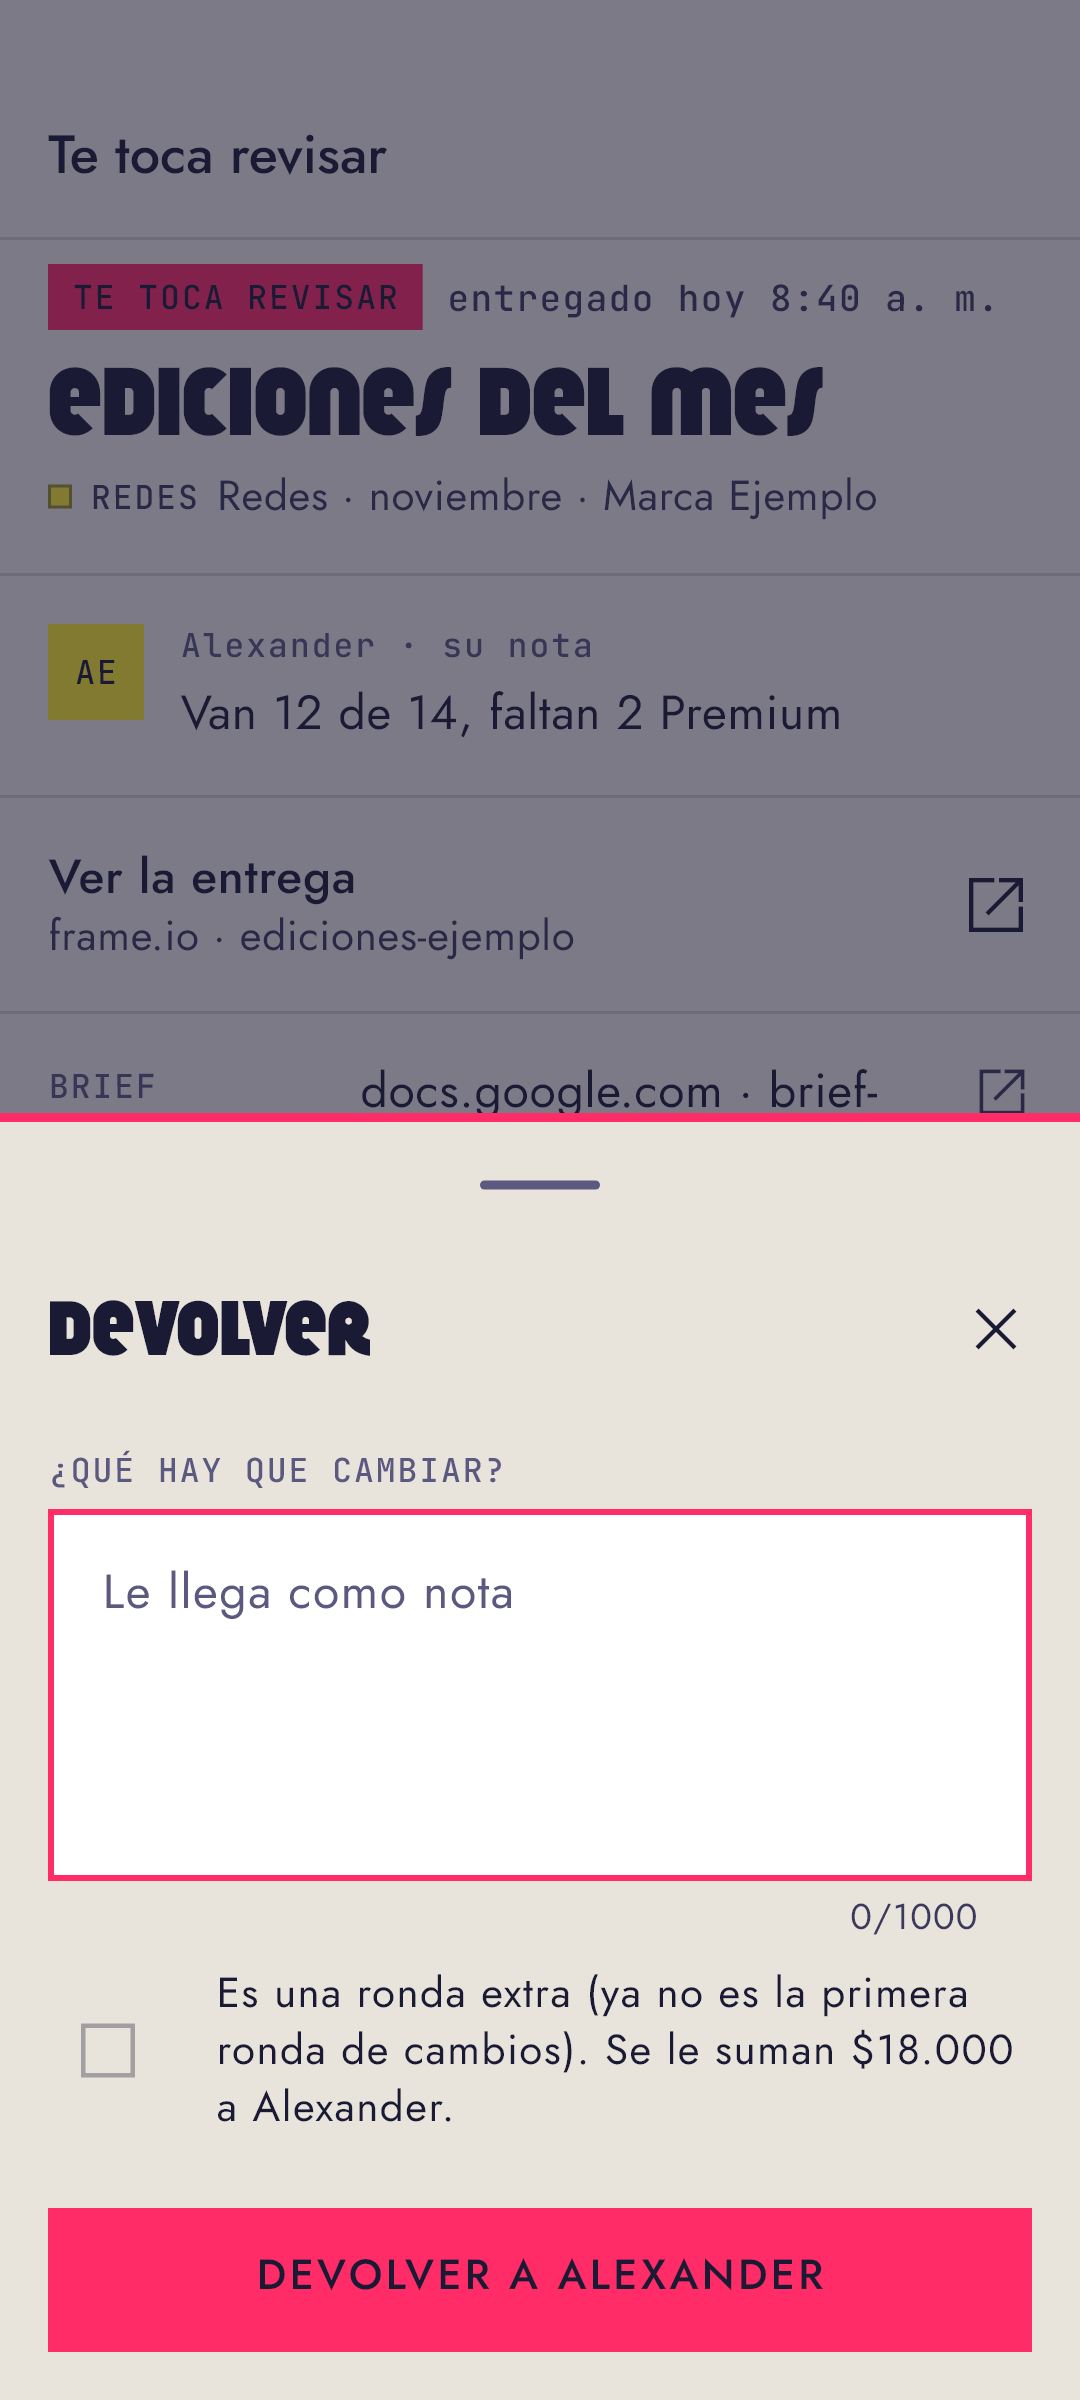 Te toca revisar
TE TOCA REVISAR entregado hoy 8:40 a. m.
eDICIONes DeL mes
REDES Redes · noviembre · Marca Ejemplo
AE
Alexander · su nota
Van 12 de 14, faltan 2 Premium
Ver la entrega
frame.io · ediciones-ejemplo
BRIEF docs.google.com · brief-
DeVOLVeR
¿QUÉ HAY QUE CAMBIAR?
Le llega como nota
0/1000
Es una ronda extra (ya no es la primera
ronda de cambios). Se le suman $18.000
a Alexander.
DEVOLVER A ALEXANDER